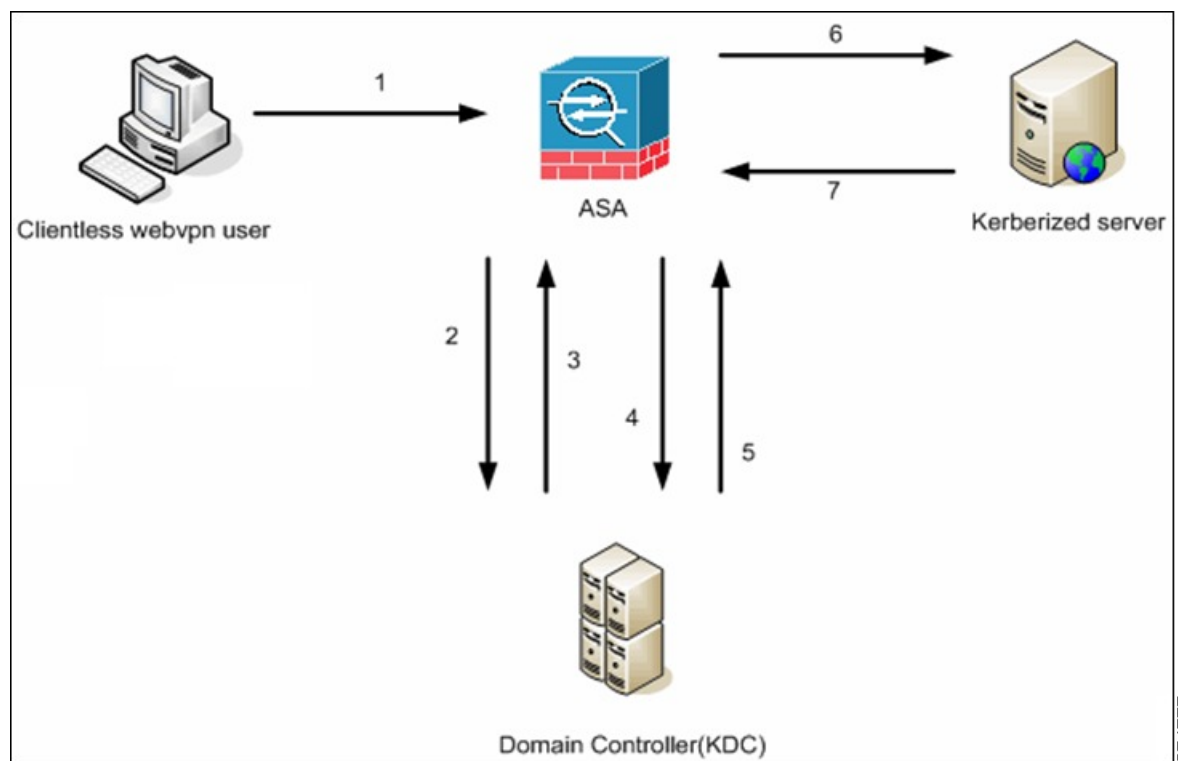 1
6
7
Clientless webvpn user
ASA
Kerberized server
2
3
4
5
Domain Controller(KDC)